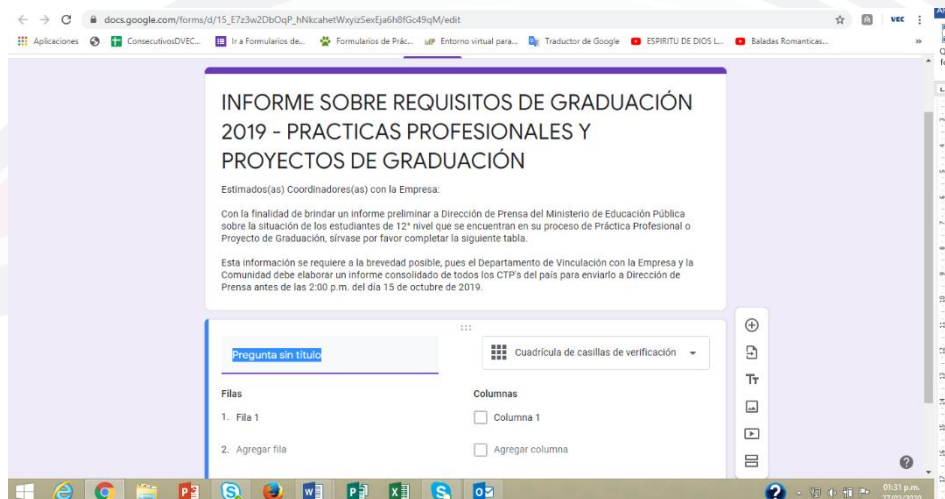 docs.google.com/forms/d/15_E7z3w2DbOqP_hNkcahetWxyizSexEja6h8fGc49qM/edit
VEC
Aplicaciones ConsecutivosDVEC... Ir a Formularios de... Formularios de Prác... Entorno virtual para... Traductor de Google ESPIRITU DE DIOS L... Baladas Romanticas... »
INFORME SOBRE REQUISITOS DE GRADUACIÓN
2019 - PRACTICAS PROFESIONALES Y
PROYECTOS DE GRADUACIÓN
Estimados(as) Coordinadores(as) con la Empresa:
Con la finalidad de brindar un informe preliminar a Dirección de Prensa del Ministerio de Educación Pública
sobre la situación de los estudiantes de 12° nivel que se encuentran en su proceso de Práctica Profesional o
Proyecto de Graduación, sírvase por favor completar la siguiente tabla.
Esta información se requiere a la brevedad posible, pues el Departamento de Vinculación con la Empresa y la
Comunidad debe elaborar un informe consolidado de todos los CTP's del país para enviarlo a Dirección de
Prensa antes de las 2:00 p.m. del día 15 de octubre de 2019.
Pregunta sin título
Cuadrícula de casillas de verificación
Filas
Columnas
1. Fila 1
Columna 1
2. Agregar fila
Agregar columna
01:31 p.m.
27/02/2020